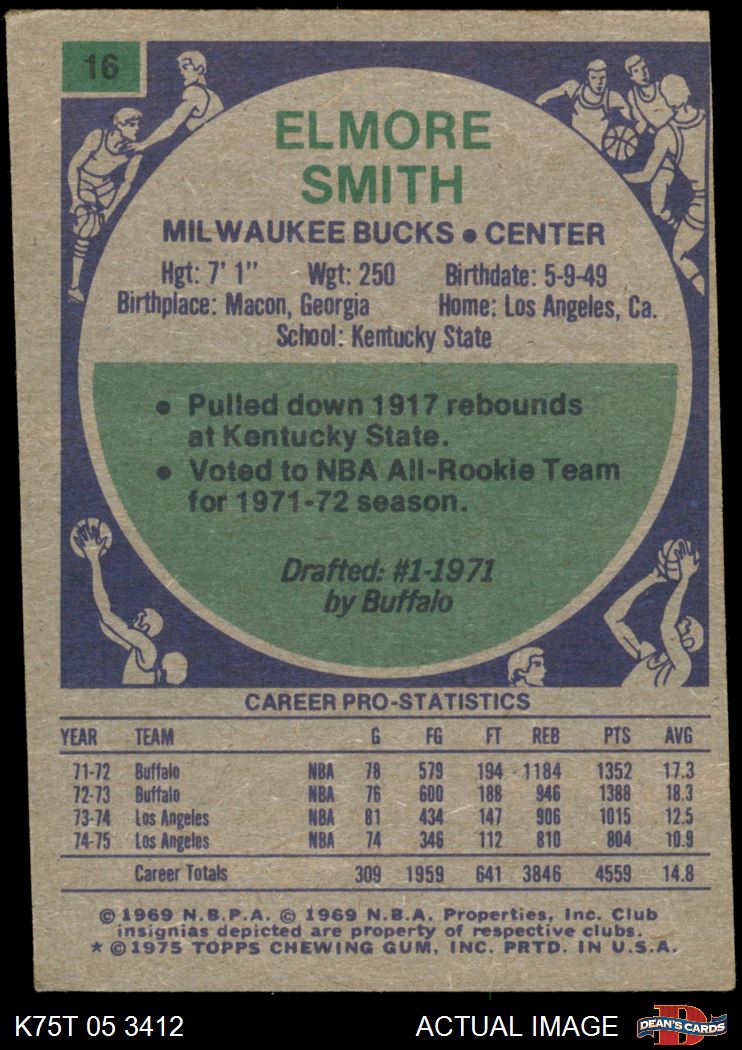 16
ELMORE
SMITH
MILWAUKEE BUCKS • CENTER
Hgt: 7' 1" Wgt: 250 Birthdate: 5-9-49
Birthplace: Macon, Georgia Home: Los Angeles, Ca.
School: Kentucky State
• Pulled down 1917 rebounds
at Kentucky State.
• Voted to NBA All-Rookie Team
for 1971-72 season.
Drafted: #1-1971
by Buffalo
CAREER PRO-STATISTICS
YEAR TEAM G FG FT REB PTS AVG
71-72 Buffalo NBA 78 579 194 1184 1352 17.3
72-73 Buffalo NBA 76 600 188 946 1388 18.3
73-74 Los Angeles NBA 81 434 147 906 1015 12.5
74-75 Los Angeles NBA 74 346 112 810 804 10.9
Career Totals 309 1959 641 3846 4559 14.8
© 1969 N.B.P.A. © 1969 N.B.A. Properties, Inc. Club
insignias depicted are property of respective clubs.
* © 1975 TOPPS CHEWING GUM, INC. PRTD. IN U.S.A.
K75T 05 3412 ACTUAL IMAGE D DEAN'S CARDS